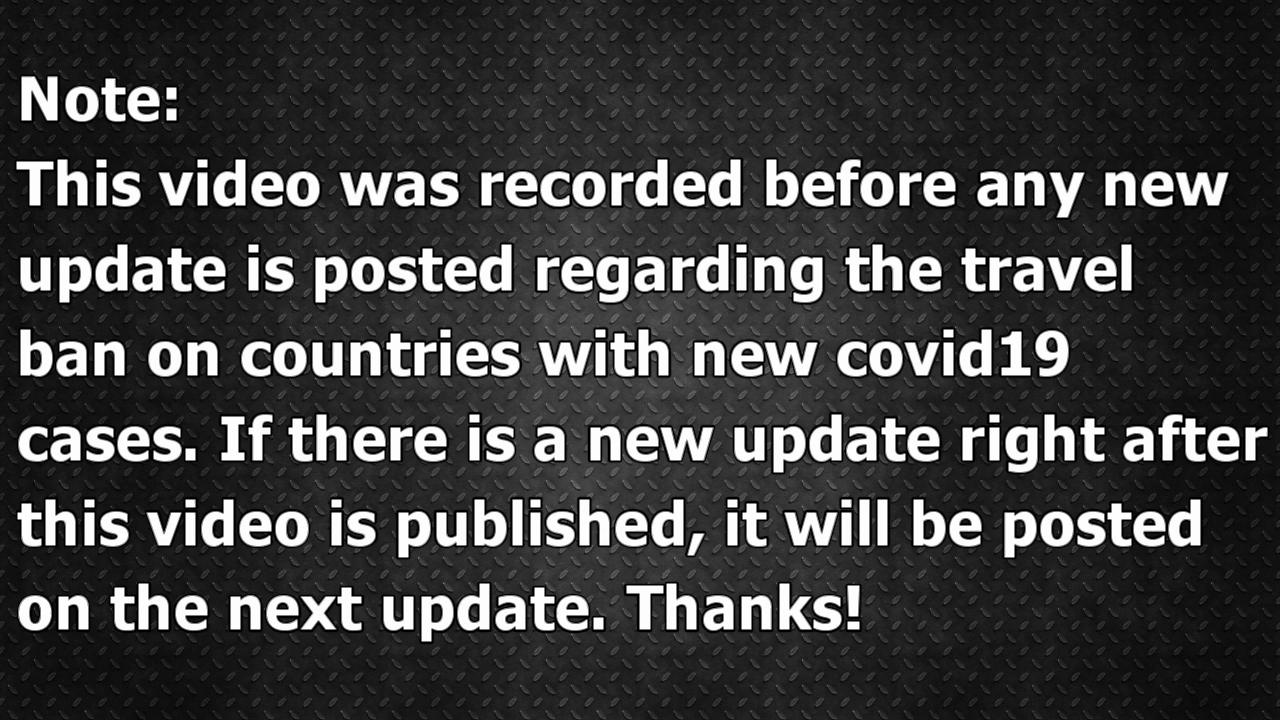 Note:
This video was recorded before any new
update is posted regarding the travel
ban on countries with new covid19
cases. If there is a new update right after
this video is published, it will be posted
on the next update. Thanks!